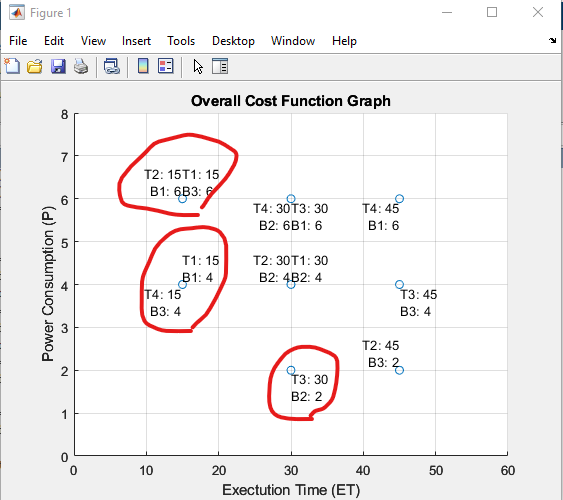 Figure 1
File Edit View Insert Tools Desktop Window Help
Overall Cost Function Graph
8
7
6
5
4
3
2
1
0
Power Consumption (P)
T2: 15T1: 15
B1: 6B3: 6
T4: 30T3: 30
B2: 6B1: 6
T4: 45
B1: 6
T1: 15
B1: 4
T4: 15
B3: 4
T2: 30T1: 30
B2: 4B2: 4
T3: 45
B3: 4
T2: 45
B3: 2
T3: 30
B2: 2
0 10 20 30 40 50 60
Exectution Time (ET)